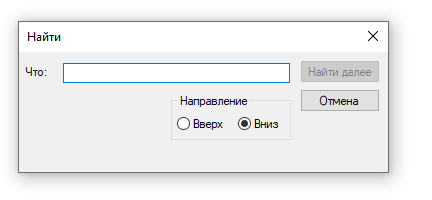 Найти
Что:
Найти далее
Направление
Отмена
Вверх
Вниз